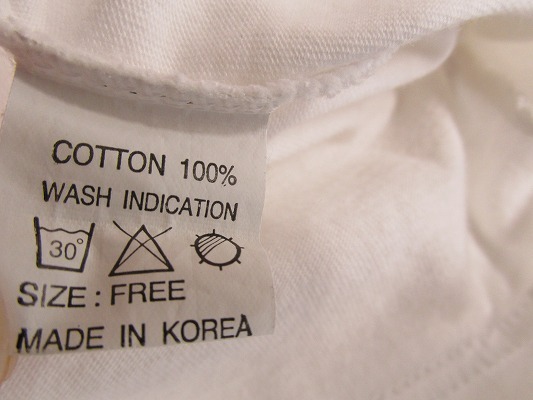 COTTON 100%
WASH INDICATION
30°
SIZE : FREE
MADE IN KOREA